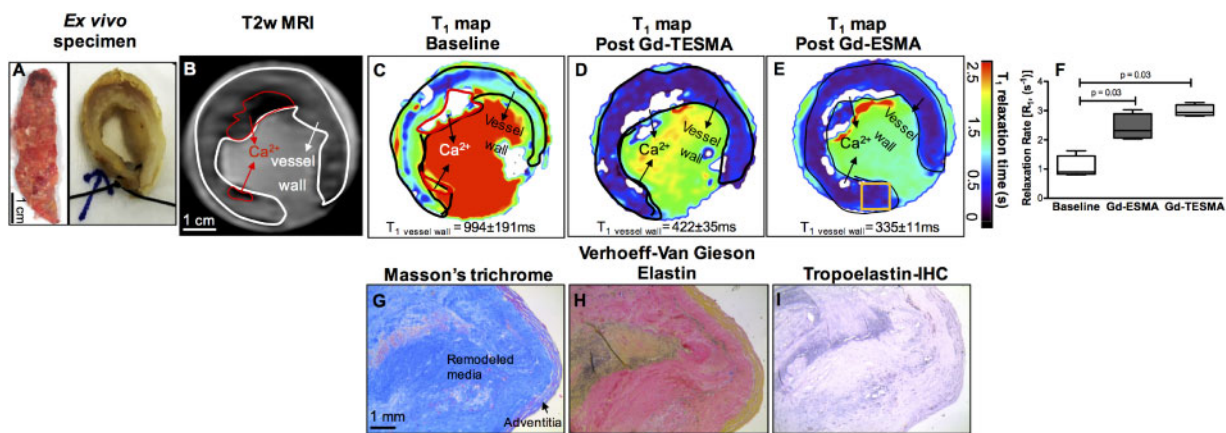 Ex vivo
specimen
T2w MRI
T1 map
Baseline
T1 map
Post Gd-TESMA
T1 map
Post Gd-ESMA
A
1 cm
B
Ca2+
vessel
wall
1 cm
C
Vessel
wall
Ca2+
T1 vessel wall = 994±191ms
D
Vessel
wall
Ca2+
T1 vessel wall = 422±35ms
E
Vessel
wall
Ca2+
T1 vessel wall = 335±11ms
2.5
1.5
0.5
0
T1 relaxation time (s)
F
Relaxation Rate [R1, (s-1)]
4
3
2
1
0
p = 0.03
p = 0.03
Baseline Gd-ESMA Gd-TESMA
Masson's trichrome
Verhoeff-Van Gieson
Elastin
Tropoelastin-IHC
G
Remodeled
media
Adventitia
1 mm
H
I